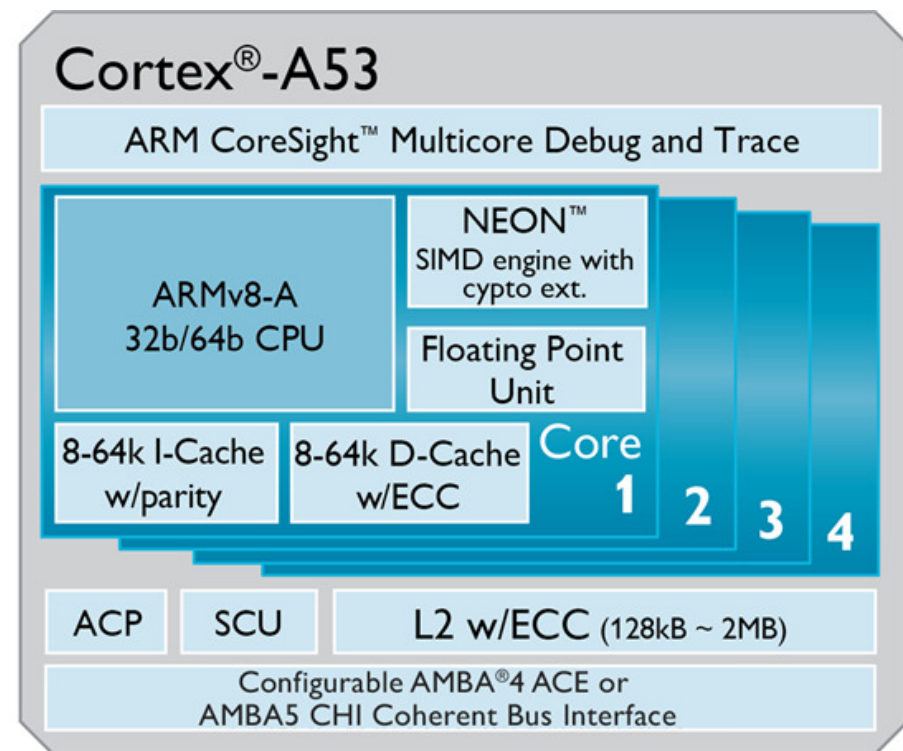 Cortex®-A53
ARM CoreSight™ Multicore Debug and Trace
ARMv8-A
32b/64b CPU
NEON™
SIMD engine with
cypto ext.
Floating Point
Unit
8-64k I-Cache
w/parity
8-64k D-Cache
w/ECC
Core
1
2
3
4
ACP
SCU
L2 w/ECC (128kB ~ 2MB)
Configurable AMBA®4 ACE or
AMBA5 CHI Coherent Bus Interface